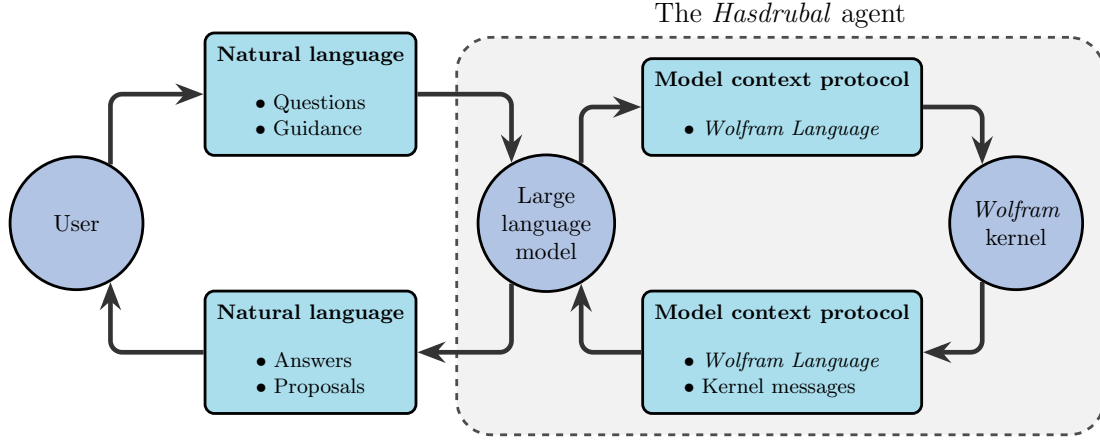 The Hasdrubal agent
Natural language
• Questions
• Guidance
Model context protocol
• Wolfram Language
User
Large
language
model
Wolfram
kernel
Natural language
• Answers
• Proposals
Model context protocol
• Wolfram Language
• Kernel messages